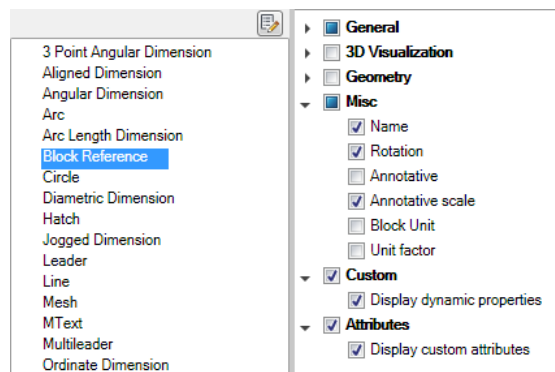 3 Point Angular Dimension
Aligned Dimension
Angular Dimension
Arc
Arc Length Dimension
Block Reference
Circle
Diametric Dimension
Hatch
Jogged Dimension
Leader
Line
Mesh
MText
Multileader
Ordinate Dimension
General
3D Visualization
Geometry
Misc
Name
Rotation
Annotative
Annotative scale
Block Unit
Unit factor
Custom
Display dynamic properties
Attributes
Display custom attributes